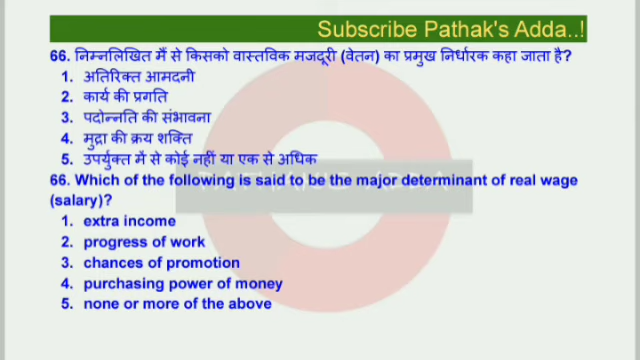 Subscribe Pathak's Adda..!
66. निम्नलिखित में से किसको वास्तविक मजदूरी (वेतन) का प्रमुख निर्धारक कहा जाता है?
1. अतिरिक्त आमदनी
2. कार्य की प्रगति
3. पदोन्नति की संभावना
4. मुद्रा की क्रय शक्ति
5. उपर्युक्त में से कोई नहीं या एक से अधिक
66. Which of the following is said to be the major determinant of real wage
(salary)?
1. extra income
2. progress of work
3. chances of promotion
4. purchasing power of money
5. none or more of the above